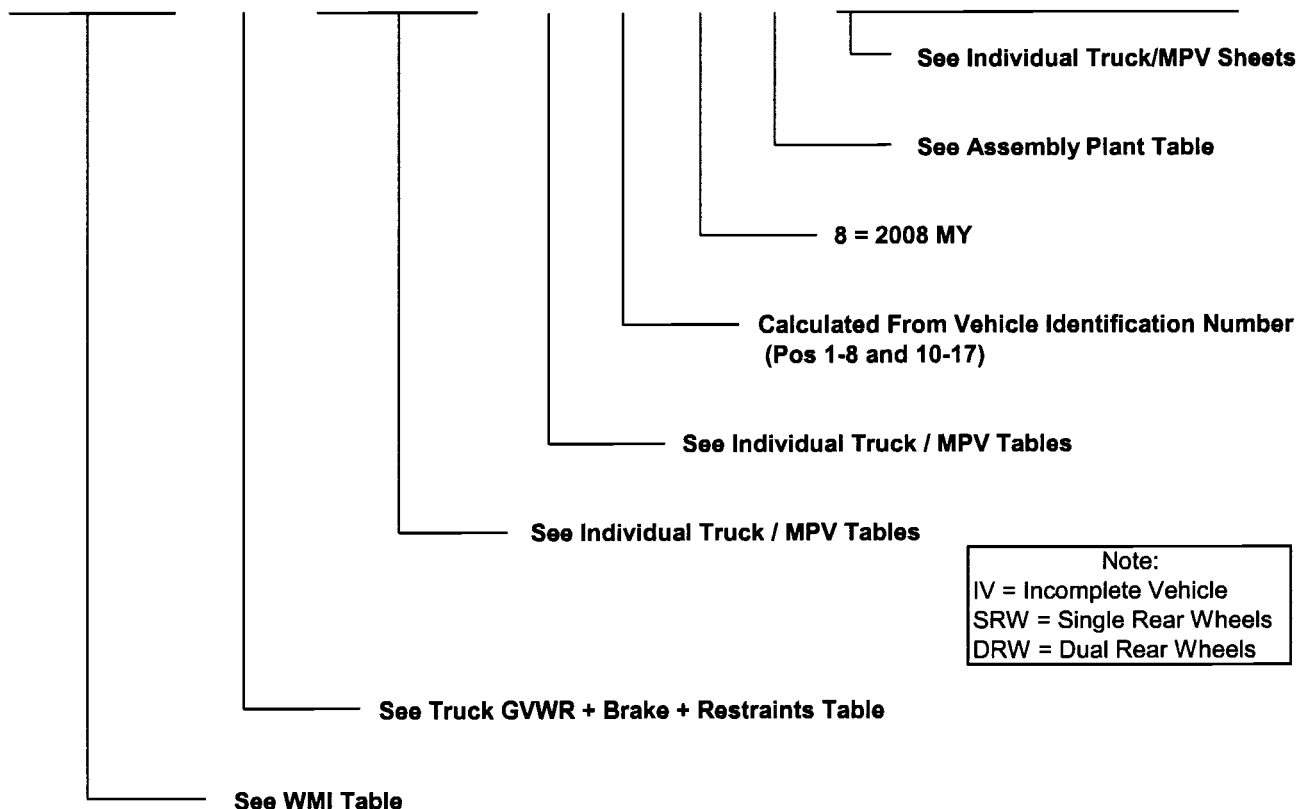 See Individual Truck/MPV Sheets
See Assembly Plant Table
8 = 2008 MY
Calculated From Vehicle Identification Number
(Pos 1-8 and 10-17)
See Individual Truck / MPV Tables
See Individual Truck / MPV Tables
Note:
IV = Incomplete Vehicle
SRW = Single Rear Wheels
DRW = Dual Rear Wheels
See Truck GVWR + Brake + Restraints Table
See WMI Table